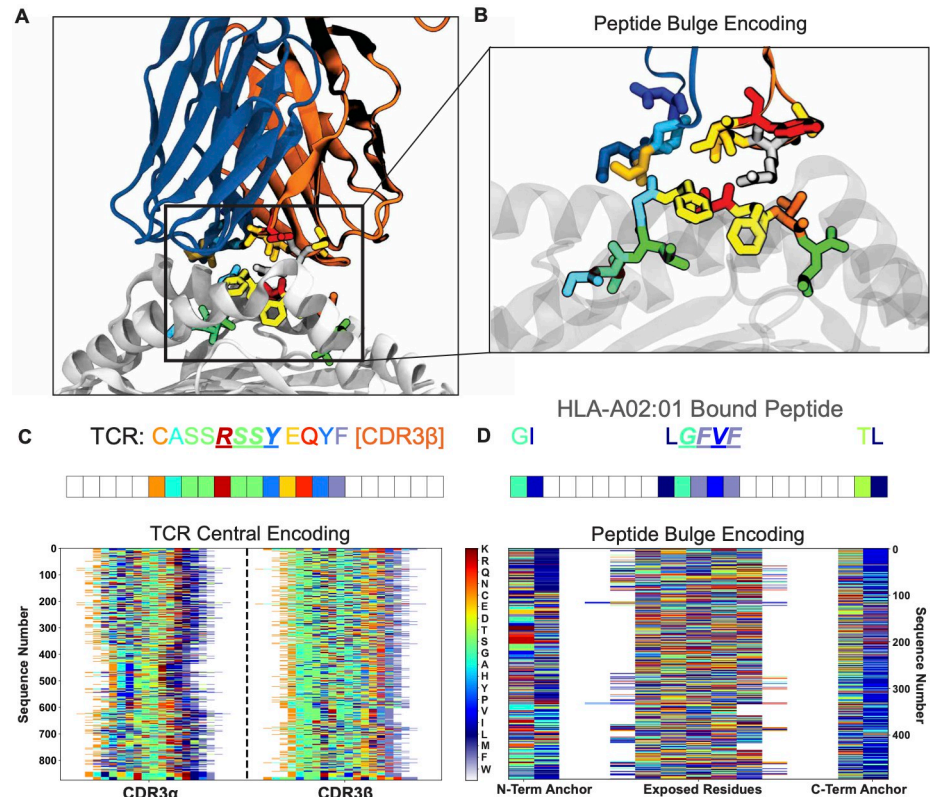 A
B
Peptide Bulge Encoding
HLA-A02:01 Bound Peptide
C
TCR: CASSRSSYEQYF [CDR3β]
D
GI
LGFVF
TL
TCR Central Encoding
Peptide Bulge Encoding
0
100
200
300
400
500
600
700
800
Sequence Number
CDR3α
CDR3β
K
R
Q
N
C
E
D
T
S
G
A
H
Y
P
V
I
L
M
F
W
0
100
200
300
400
Sequence Number
N-Term Anchor
Exposed Residues
C-Term Anchor